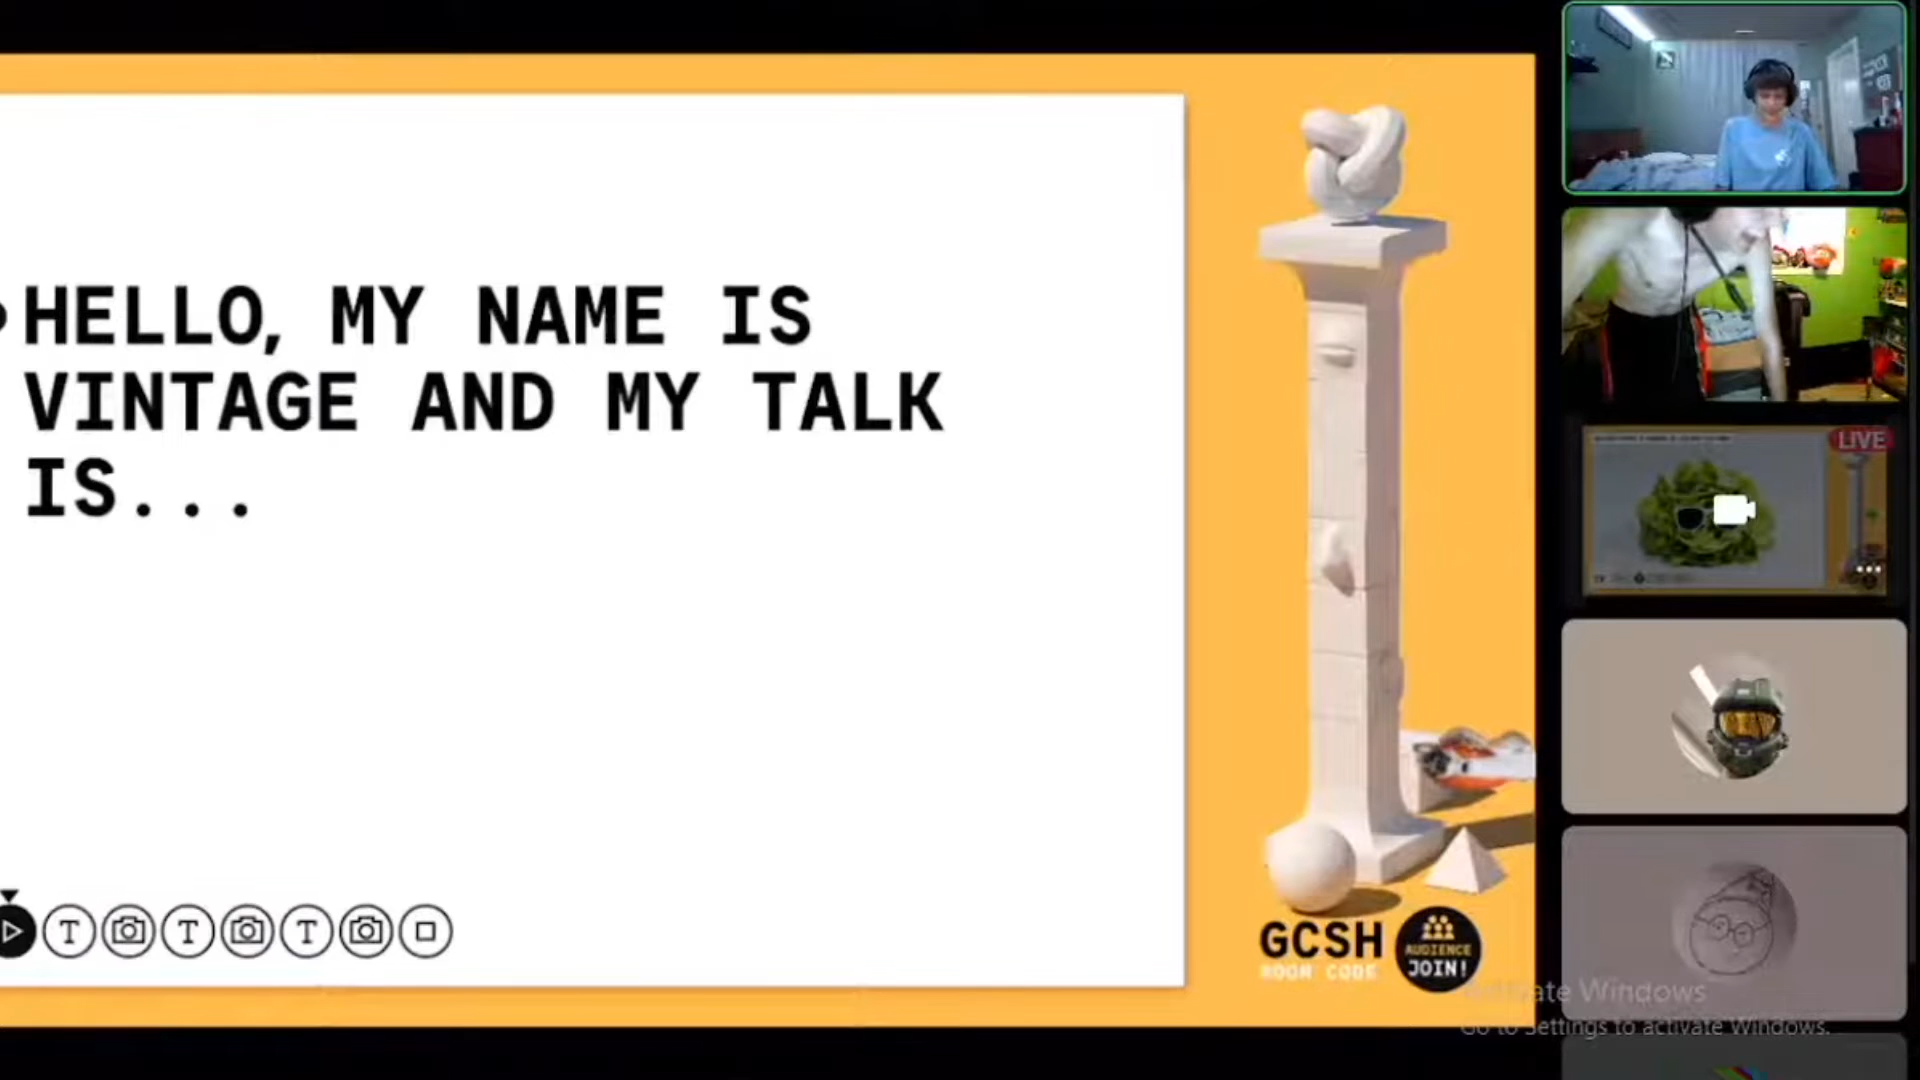 HELLO, MY NAME IS
VINTAGE AND MY TALK
IS...
T
T
T
GCSH
ROOM CODE
AUDIENCE
JOIN!
LIVE
Activate Windows
Go to Settings to activate Windows.